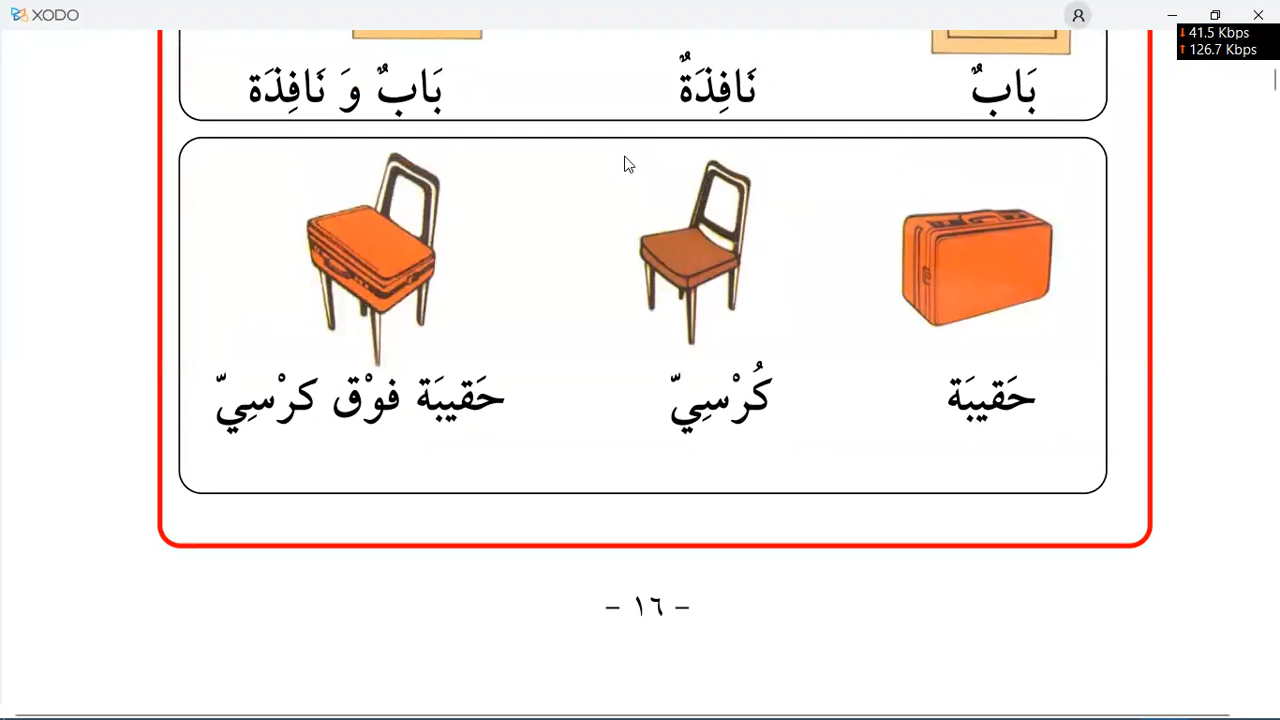 XODO
41.5 Kbps
126.7 Kbps
بَابٌ
نَافِذَةٌ
بَابٌ وَ نَافِذَة
حَقيبَة
كُرْسِيّ
حَقيبَة فوْق كرْسِيّ
- ١٦ -